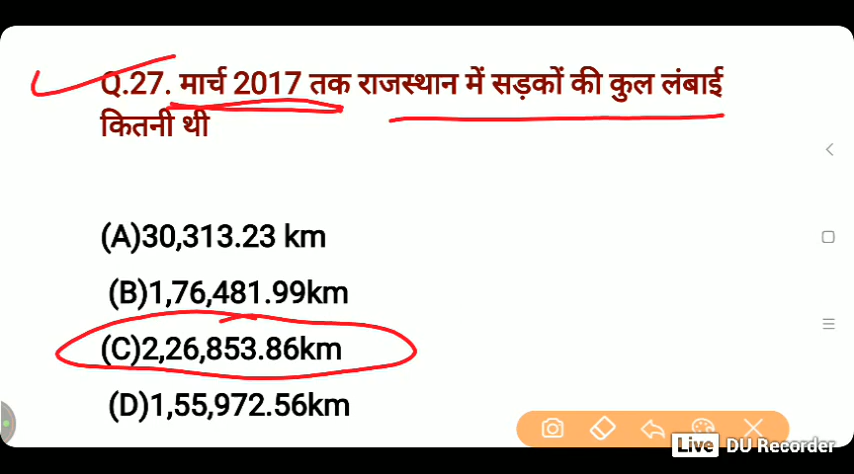 Q.27. मार्च 2017 तक राजस्थान में सड़कों की कुल लंबाई
कितनी थी
(A)30,313.23 km
(B)1,76,481.99km
(C)2,26,853.86km
(D)1,55,972.56km
Live DU Recorder